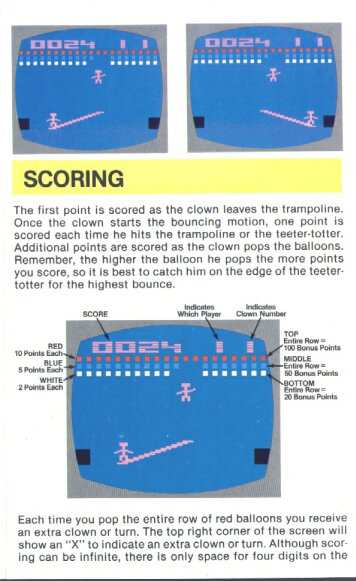 0024 1 1
0024 1 1
SCORING
The first point is scored as the clown leaves the trampoline.
Once the clown starts the bouncing motion, one point is
scored each time he hits the trampoline or the teeter-totter.
Additional points are scored as the clown pops the balloons.
Remember, the higher the balloon he pops the more points
you score, so it is best to catch him on the edge of the teeter-
totter for the highest bounce.
SCORE
Indicates
Which Player
Indicates
Clown Number
RED
10 Points Each
BLUE
5 Points Each
WHITE
2 Points Each
0024 1 1
TOP
Entire Row =
100 Bonus Points
MIDDLE
Entire Row =
50 Bonus Points
BOTTOM
Entire Row =
20 Bonus Points
Each time you pop the entire row of red balloons you receive
an extra clown or turn. The top right corner of the screen will
show an "X" to indicate an extra clown or turn. Although scor-
ing can be infinite, there is only space for four digits on the